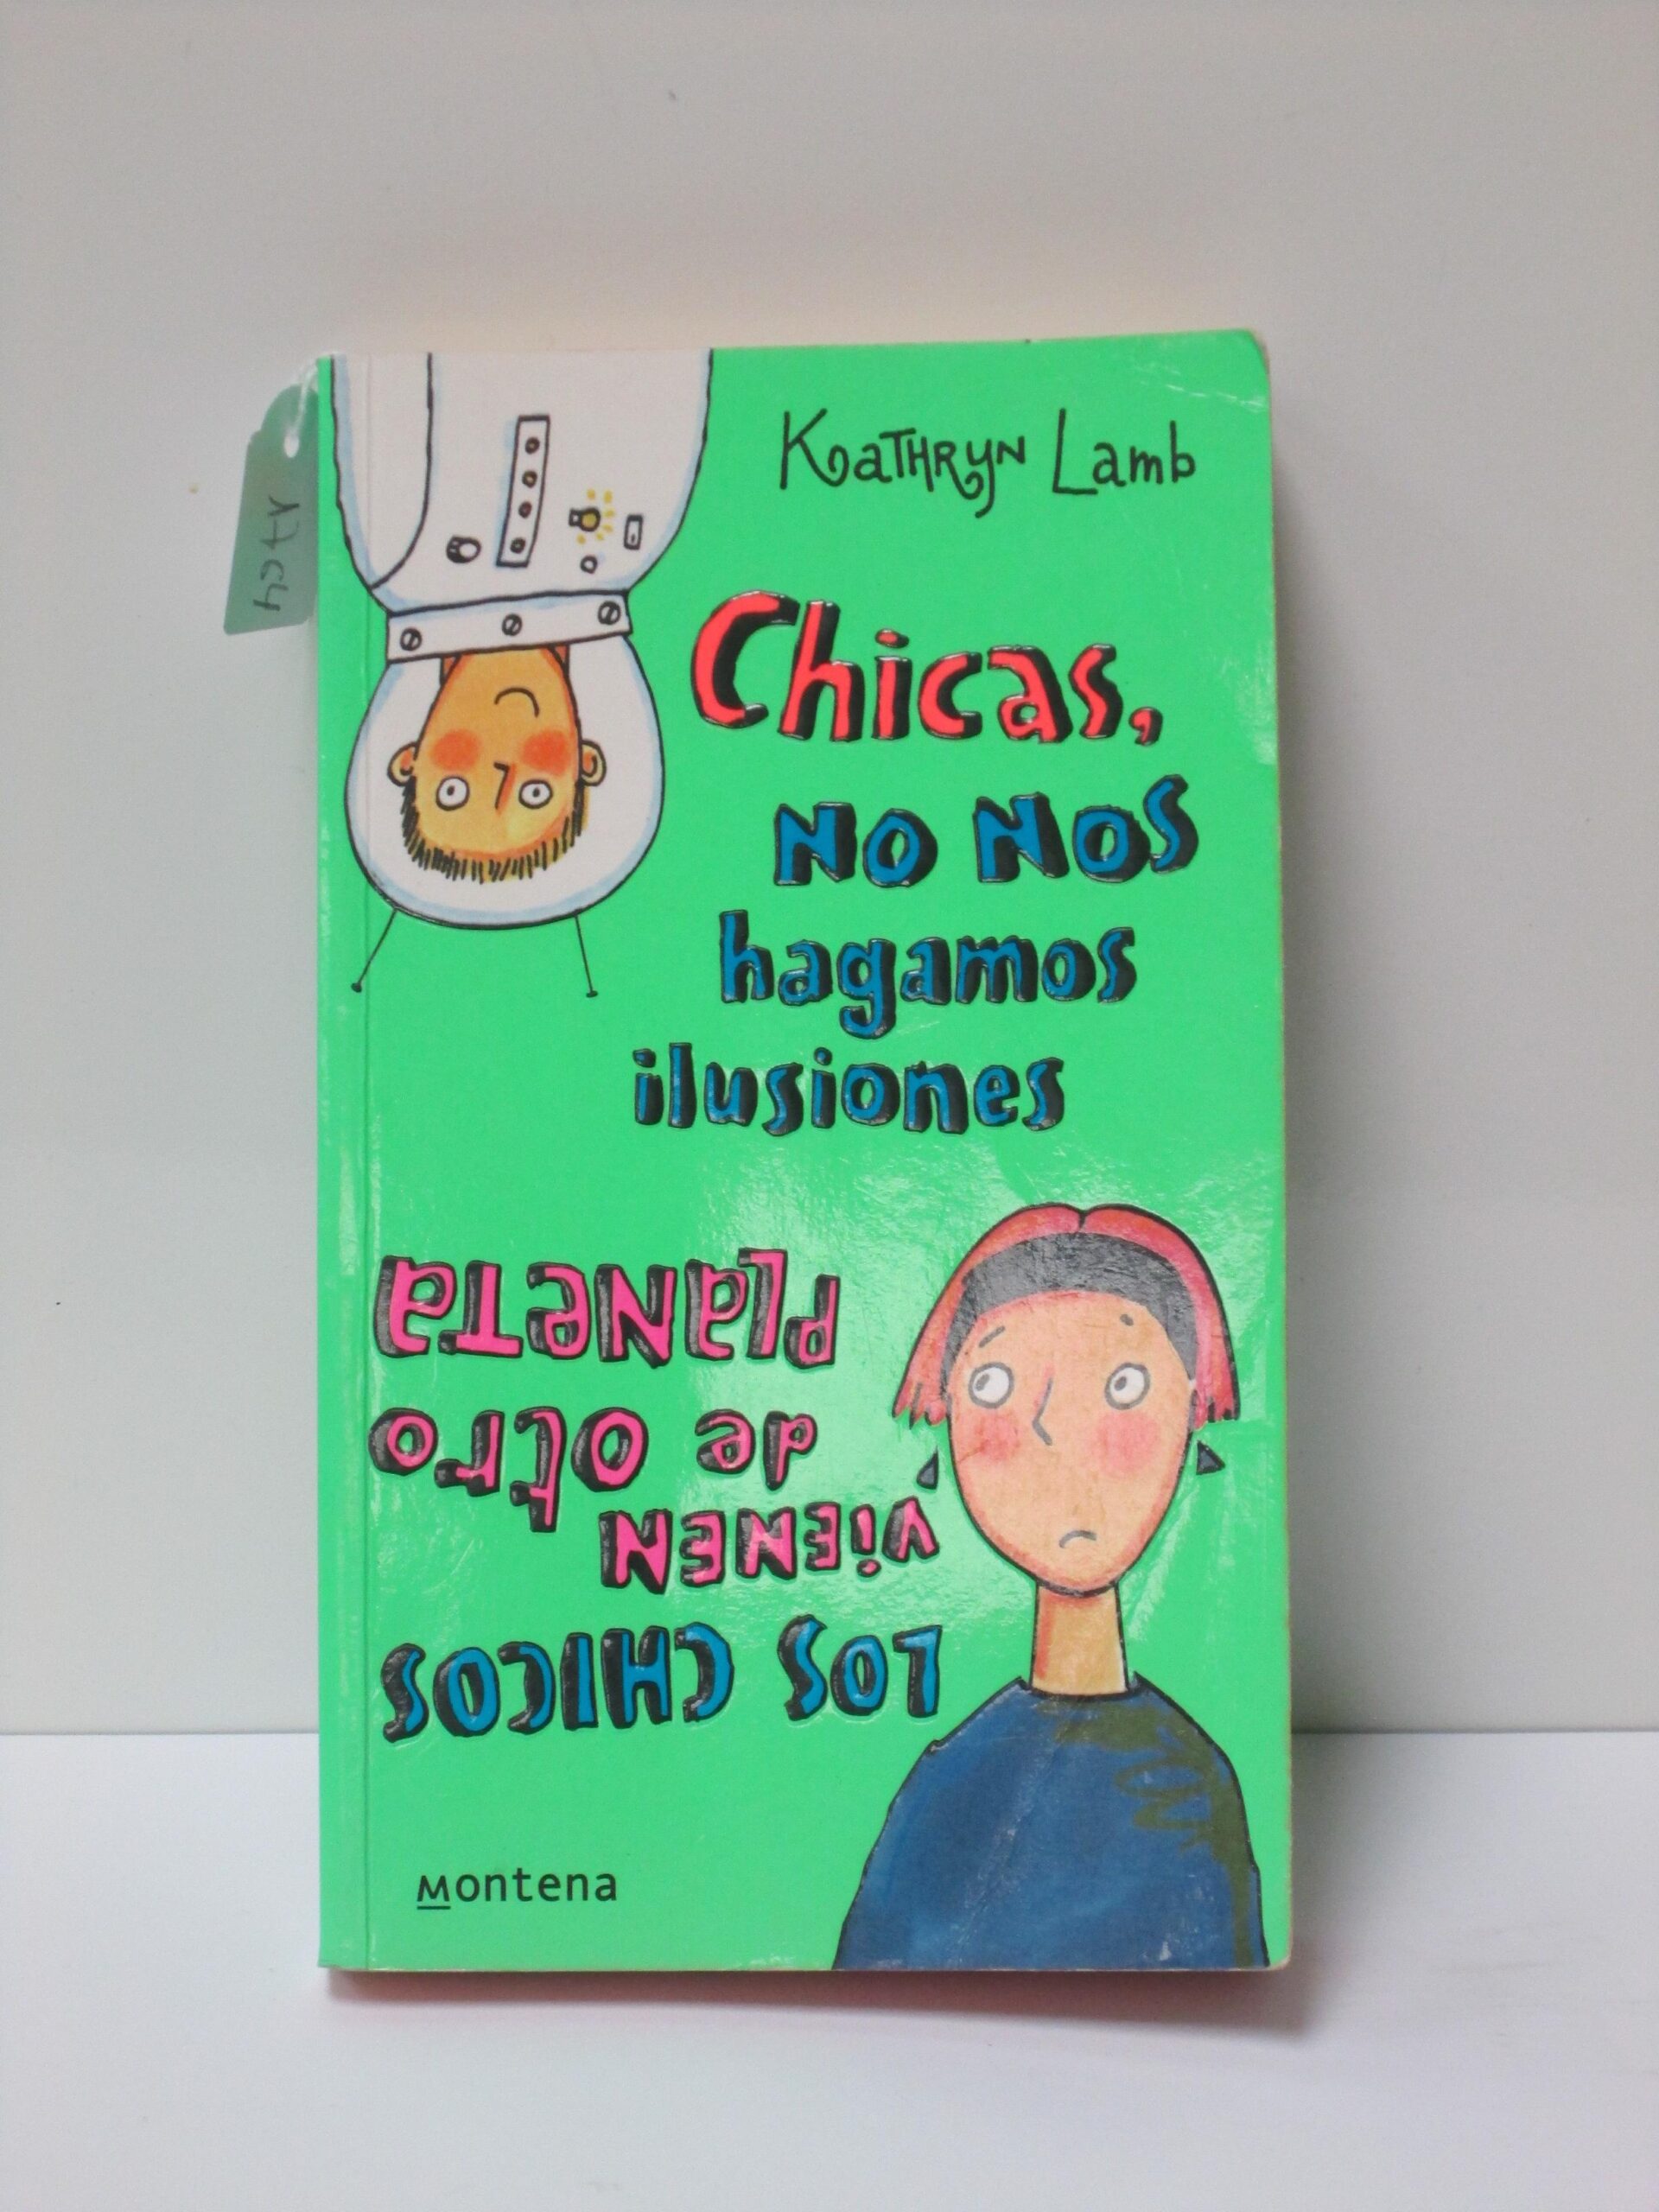 Kathryn Lamb
Chicas,
no nos
hagamos
ilusiones
Los chicos
vienen
de otro
planeta
Montena